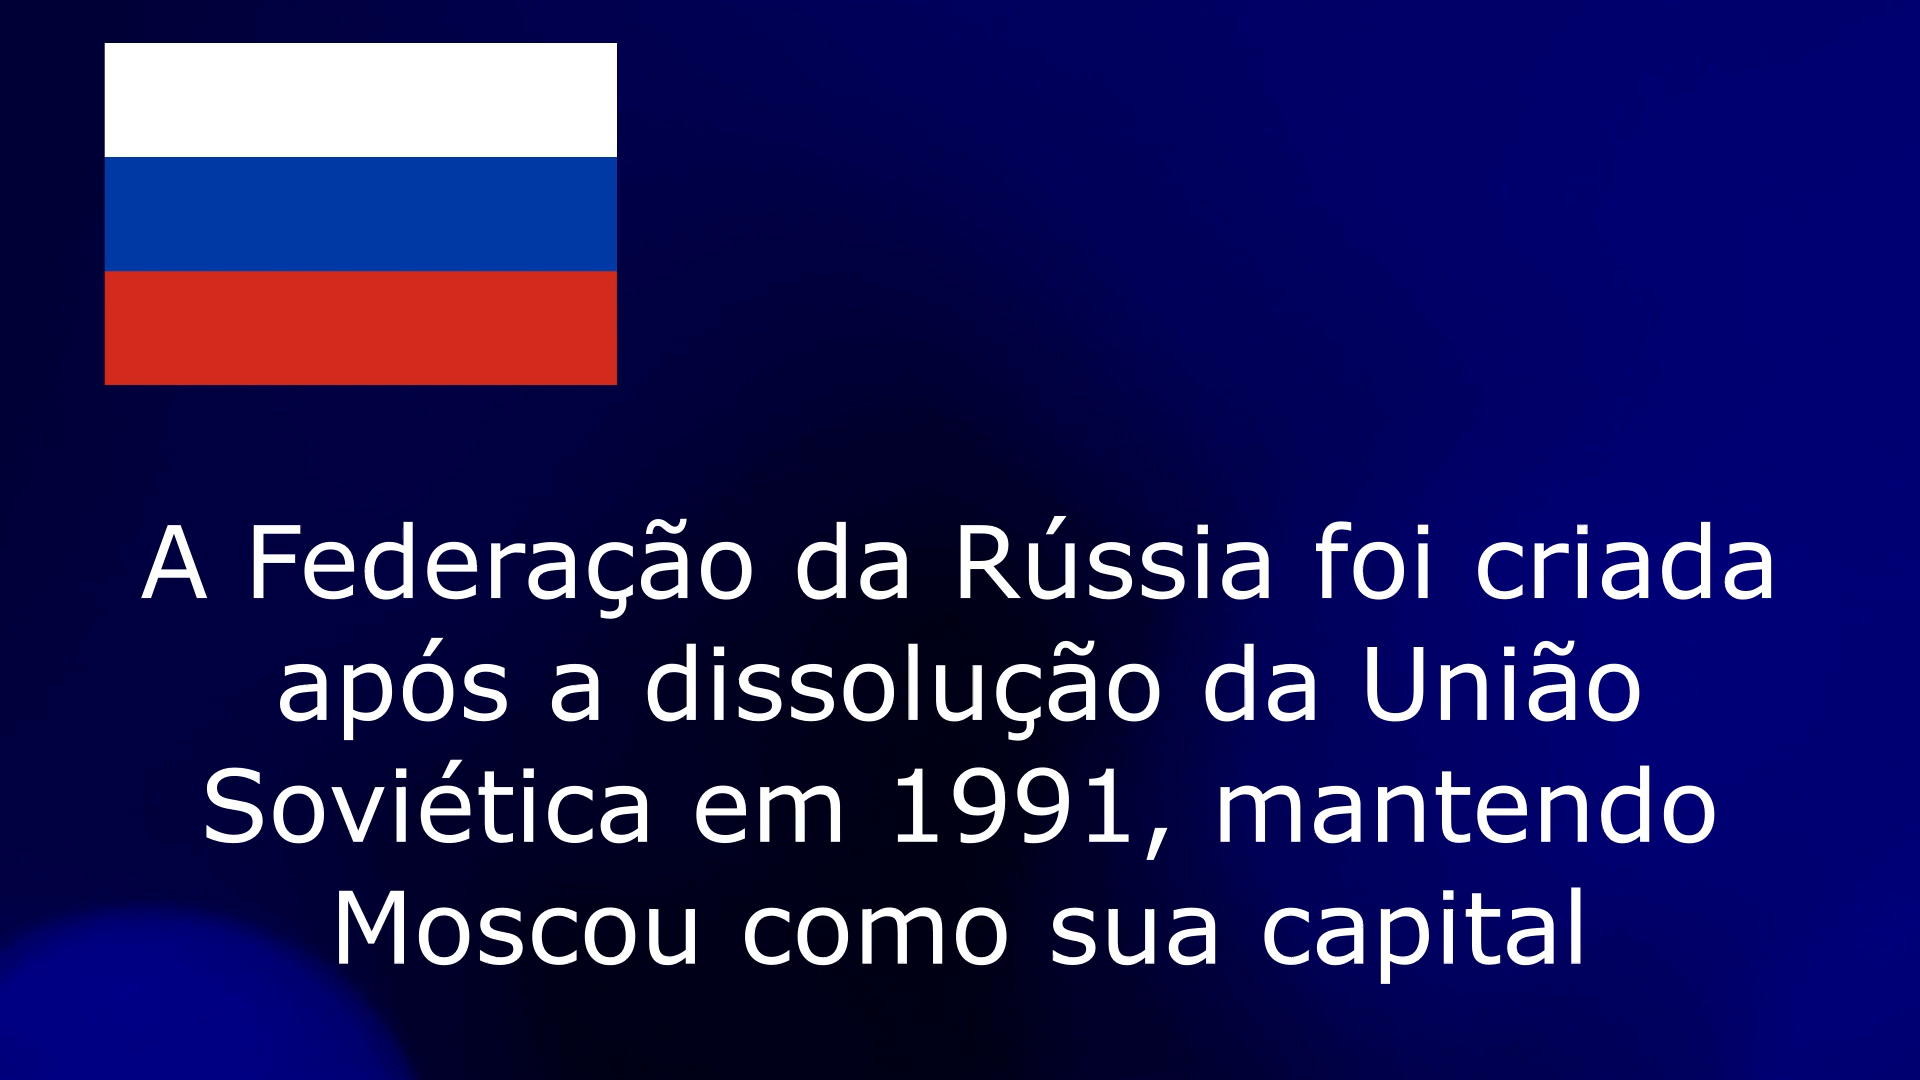 A Federação da Rússia foi criada
após a dissolução da União
Soviética em 1991, mantendo
Moscou como sua capital